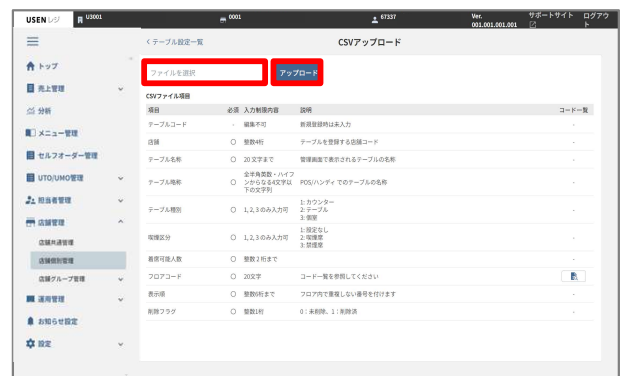 USENレジ U3001 0001 67337 Ver. 001.001.001.001 サポートサイト ログアウト
< テーブル設定一覧 CSVアップロード
トップ
売上管理
分析
メニュー管理
セルフオーダー管理
UTO/UMO管理
担当者管理
店舗管理
店舗共通管理
店舗個別管理
店舗グループ管理
運用管理
お知らせ設定
設定
ファイルを選択 アップロード
CSVファイル項目
項目 必須 入力制限内容 説明 コード一覧
テーブルコード - 編集不可 新規登録時は未入力 -
店舗 〇 整数4桁 テーブルを登録する店舗コード -
テーブル名称 〇 20文字まで 管理画面で表示されるテーブルの名称 -
テーブル略称 〇 全半角英数・ハイフンからなる4文字以下の文字列 POS/ハンディ でのテーブルの名称 -
テーブル種別 〇 1, 2, 3 のみ入力可 1: カウンター
2: テーブル
3: 個室 -
喫煙区分 〇 1, 2, 3 のみ入力可 1: 設定なし
2: 喫煙席
3: 禁煙席 -
着席可能人数 〇 整数 2 桁まで -
フロアコード 〇 20文字 コード一覧を参照してください
表示順 〇 整数6桁まで フロア内で重複しない番号を付けます -
削除フラグ 〇 整数1桁 0：未削除、1：削除済 -